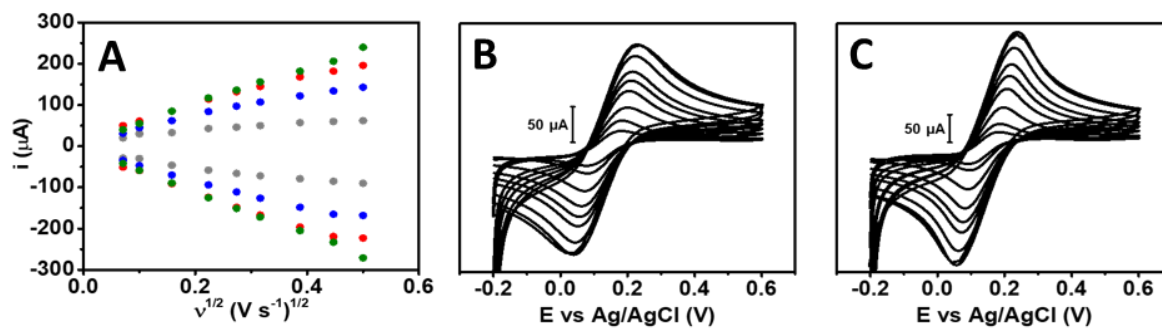 A
300
200
100
0
-100
-200
-300
i (μA)
0.0 0.2 0.4 0.6
ν1/2 (V s-1)1/2
B
50 μA
-0.2 0.0 0.2 0.4 0.6
E vs Ag/AgCl (V)
C
50 μA
-0.2 0.0 0.2 0.4 0.6
E vs Ag/AgCl (V)